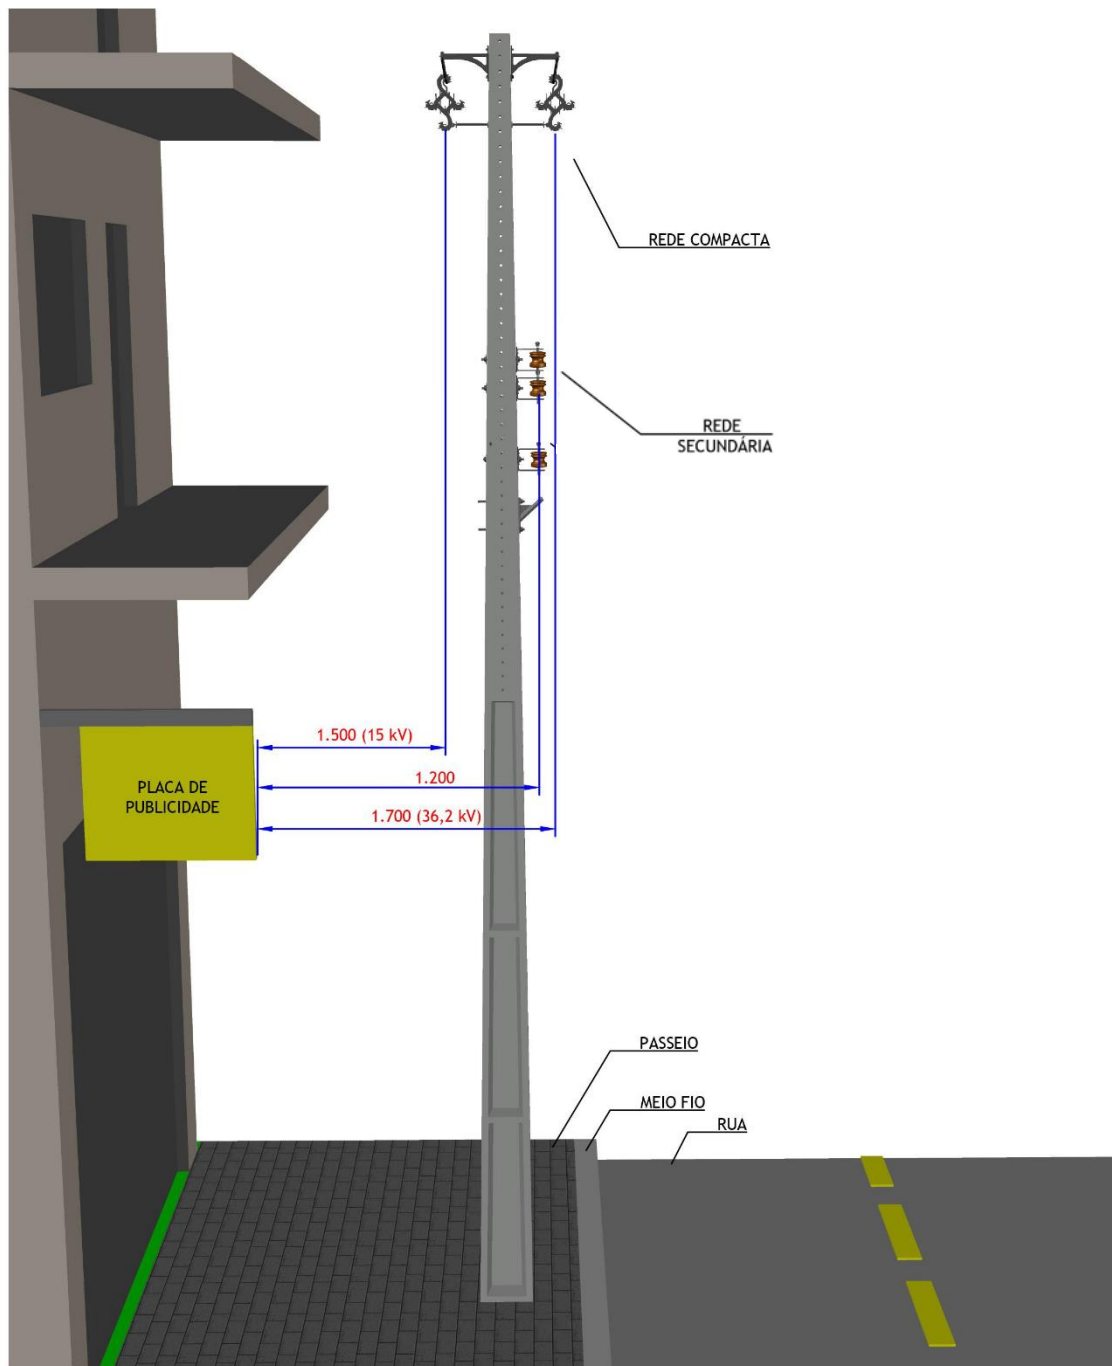 REDE COMPACTA
REDE
SECUNDÁRIA
1.500 (15 kV)
1.200
1.700 (36,2 kV)
PLACA DE
PUBLICIDADE
PASSEIO
MEIO FIO
RUA